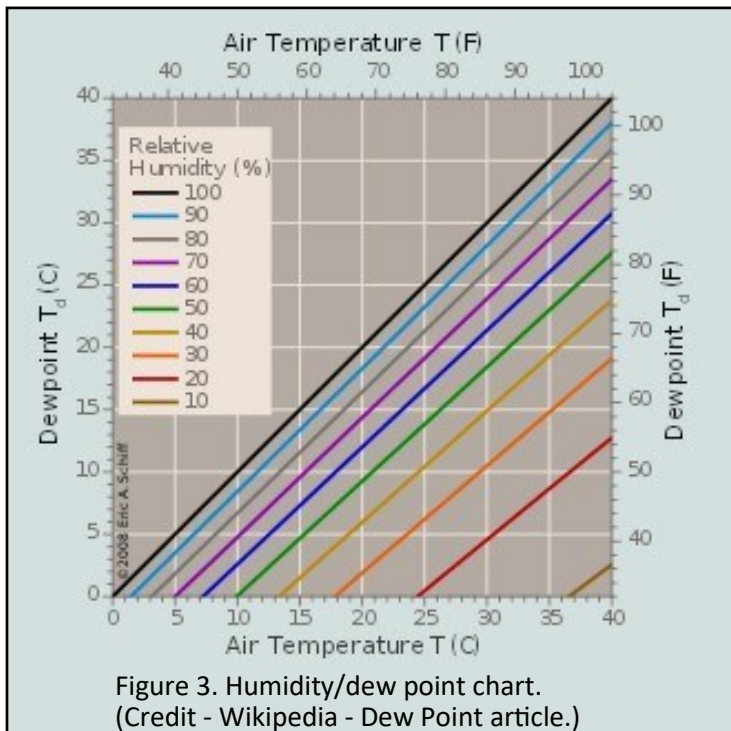 Air Temperature T (F)
40 50 60 70 80 90 100
40
35
30
25
20
15
10
5
0
Dewpoint Td (C)
Relative
Humidity (%)
100
90
80
70
60
50
40
30
20
10
©2008 Eric A. Schiff
100
90
80
70
60
50
40
Dewpoint Td (F)
0 5 10 15 20 25 30 35 40
Air Temperature T (C)
Figure 3. Humidity/dew point chart.
(Credit - Wikipedia - Dew Point article.)